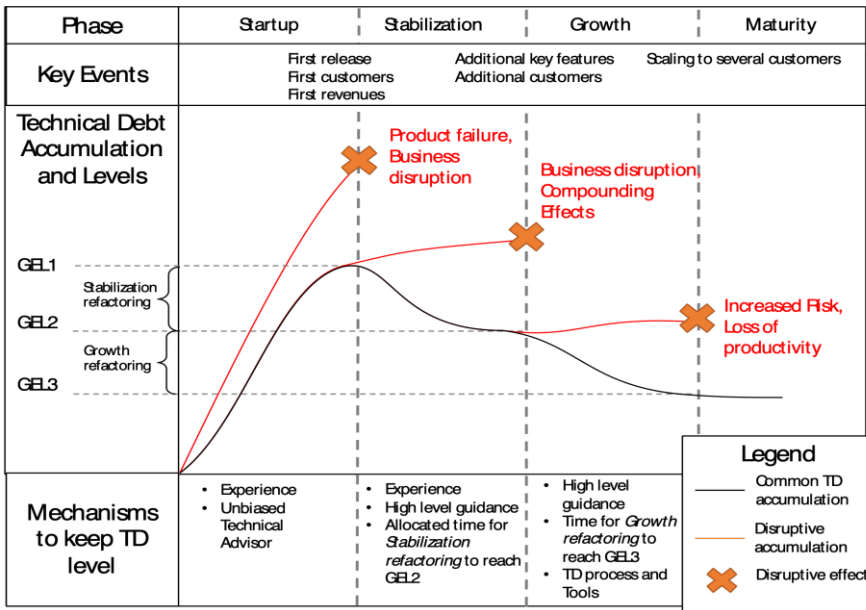 Phase
Startup
Stabilization
Growth
Maturity
Key Events
First release
First customers
First revenues
Additional key features
Additional customers
Scaling to several customers
Technical Debt
Accumulation
and Levels
Product failure,
Business
disruption
Business disruption,
Compounding
Effects
GEL1
Stabilization
refactoring
GEL2
Growth
refactoring
GEL3
Increased Risk,
Loss of
productivity
Mechanisms
to keep TD
level
• Experience
• Unbiased
Technical
Advisor
• Experience
• High level guidance
• Allocated time for
Stabilization
refactoring to reach
GEL2
• High level
guidance
• Time for Growth
refactoring to
reach GEL3
• TD process and
Tools
Legend
Common TD
accumulation
Disruptive
accumulation
Disruptive effect